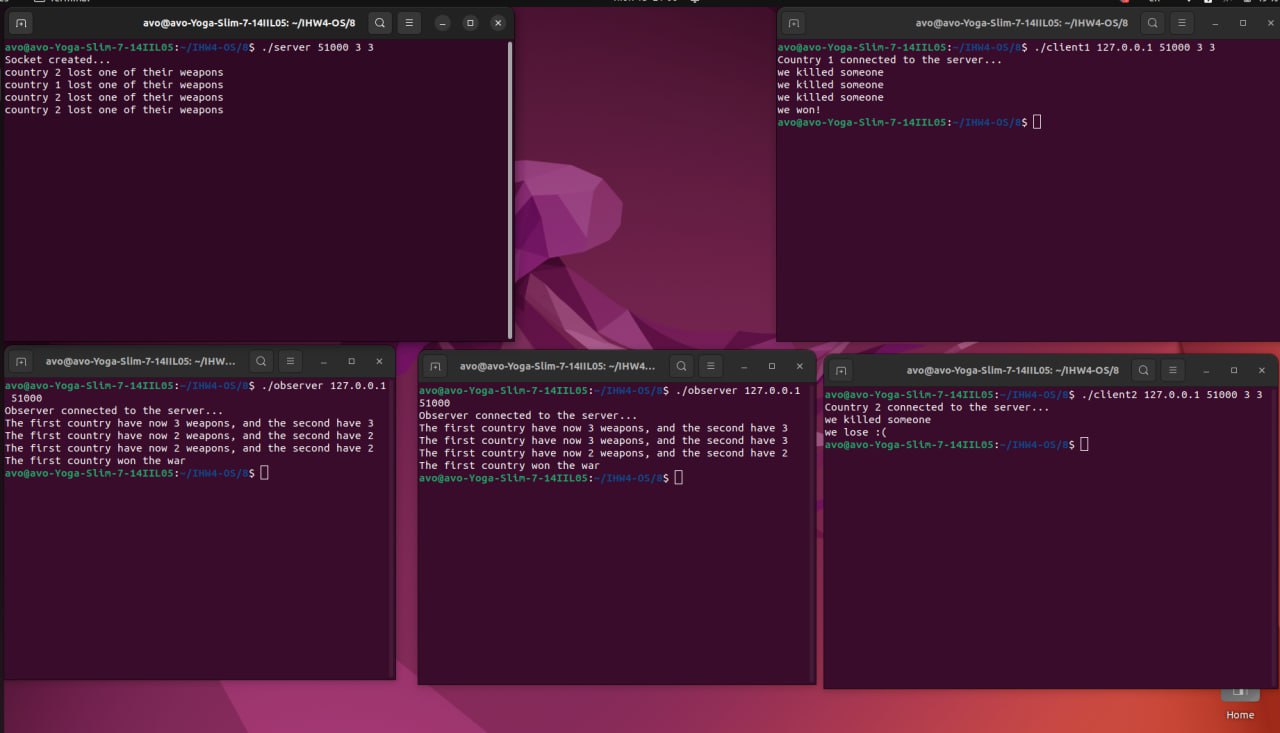 avo@avo-Yoga-Slim-7-14IIL05: ~/IHW4-OS/8
avo@avo-Yoga-Slim-7-14IIL05:~/IHW4-OS/8$ ./server 51000 3 3
Socket created...
country 2 lost one of their weapons
country 1 lost one of their weapons
country 2 lost one of their weapons
country 2 lost one of their weapons
avo@avo-Yoga-Slim-7-14IIL05: ~/IHW4-OS/8
avo@avo-Yoga-Slim-7-14IIL05:~/IHW4-OS/8$ ./client1 127.0.0.1 51000 3 3
Country 1 connected to the server...
we killed someone
we killed someone
we killed someone
we won!
avo@avo-Yoga-Slim-7-14IIL05:~/IHW4-OS/8$
avo@avo-Yoga-Slim-7-14IIL05: ~/IHW...
avo@avo-Yoga-Slim-7-14IIL05:~/IHW4-OS/8$ ./observer 127.0.0.1
51000
Observer connected to the server...
The first country have now 3 weapons, and the second have 3
The first country have now 2 weapons, and the second have 2
The first country have now 2 weapons, and the second have 2
The first country won the war
avo@avo-Yoga-Slim-7-14IIL05:~/IHW4-OS/8$
avo@avo-Yoga-Slim-7-14IIL05: ~/IHW4...
avo@avo-Yoga-Slim-7-14IIL05:~/IHW4-OS/8$ ./observer 127.0.0.1
51000
Observer connected to the server...
The first country have now 3 weapons, and the second have 3
The first country have now 3 weapons, and the second have 3
The first country have now 2 weapons, and the second have 2
The first country won the war
avo@avo-Yoga-Slim-7-14IIL05:~/IHW4-OS/8$
avo@avo-Yoga-Slim-7-14IIL05: ~/IHW4-OS/8
avo@avo-Yoga-Slim-7-14IIL05:~/IHW4-OS/8$ ./client2 127.0.0.1 51000 3 3
Country 2 connected to the server...
we killed someone
we lose :(
avo@avo-Yoga-Slim-7-14IIL05:~/IHW4-OS/8$
Home